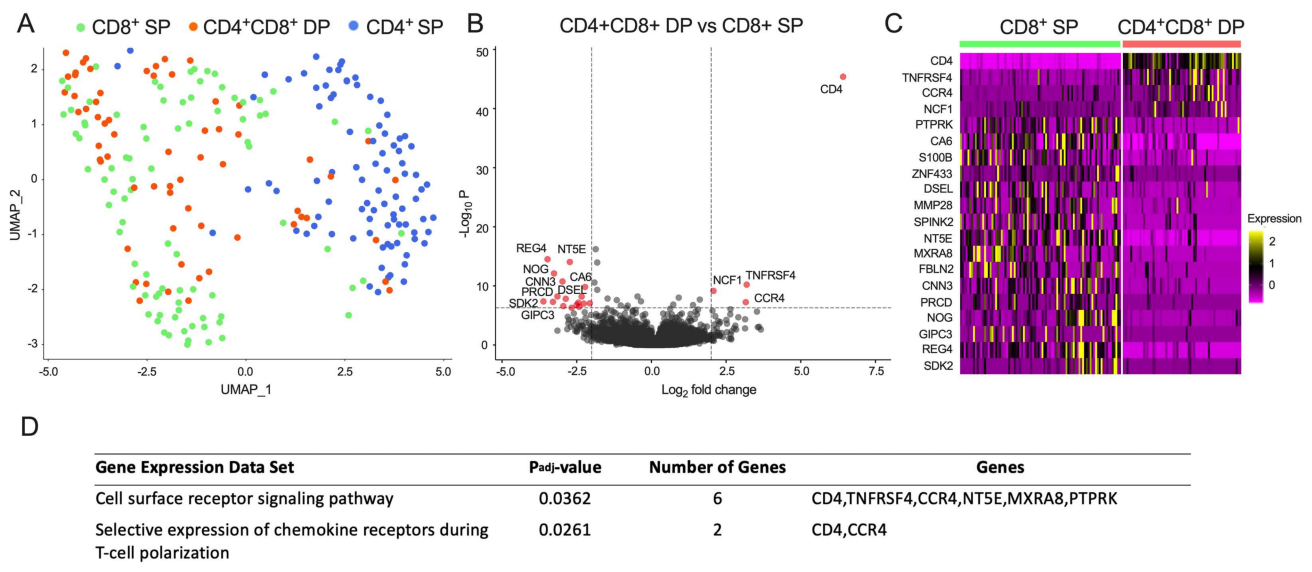 A
CD8+ SP
CD4+CD8+ DP
CD4+ SP
UMAP_2
2
1
0
-1
-2
-3
-5.0
-2.5
0.0
2.5
5.0
UMAP_1
B
CD4+CD8+ DP vs CD8+ SP
-Log10 P
50
40
30
20
10
0
CD4
REG4
NT5E
NOG
CNN3
CA6
PRCD
DSEL
SDK2
GIPC3
NCF1
TNFRSF4
CCR4
-5.0
-2.5
0.0
2.5
5.0
7.5
Log2 fold change
C
CD8+ SP
CD4+CD8+ DP
CD4
TNFRSF4
CCR4
NCF1
PTPRK
CA6
S100B
ZNF433
DSEL
MMP28
SPINK2
NT5E
MXRA8
FBLN2
CNN3
PRCD
NOG
GIPC3
REG4
SDK2
Expression
2
1
0
D
Gene Expression Data Set Padj-value Number of Genes Genes
Cell surface receptor signaling pathway 0.0362 6 CD4,TNFRSF4,CCR4,NT5E,MXRA8,PTPRK
Selective expression of chemokine receptors during 0.0261 2 CD4,CCR4
T-cell polarization